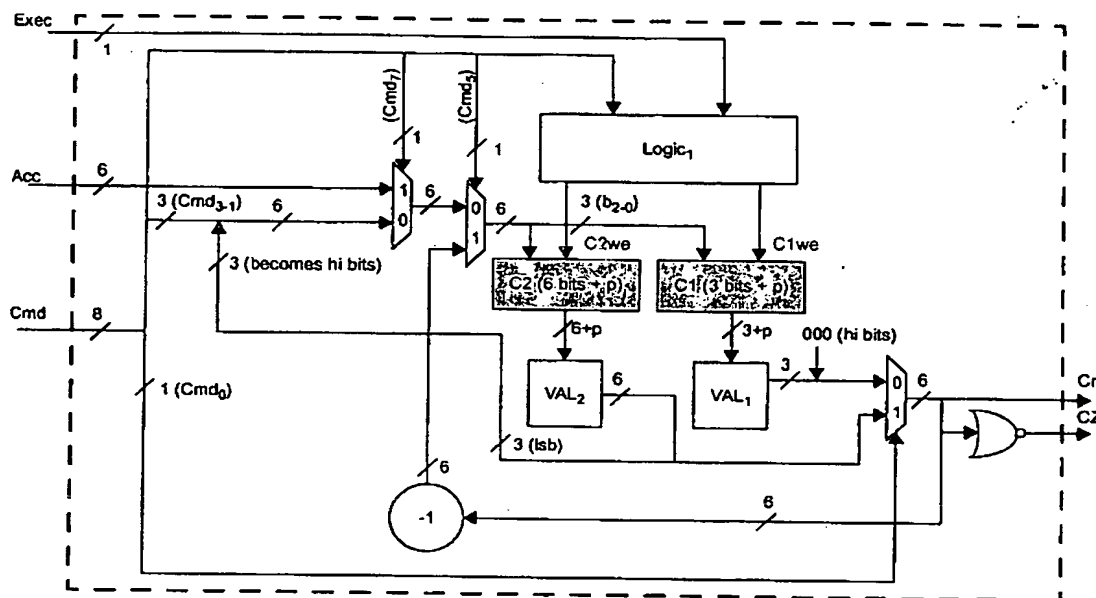 Exec
1
(Cmd7)
(Cmd5)
1
1
Logic1
Acc
6
1
0
6
0
1
6
3 (Cmd3-1)
6
3 (b2-0)
C2we
C1we
3 (becomes hi bits)
C2 (6 bits + p)
C1 (3 bits + p)
Cmd
8
6+p
3+p
000 (hi bits)
1 (Cmd0)
VAL2
6
VAL1
3
0
1
6
CZ
3 (lsb)
6
-1
6